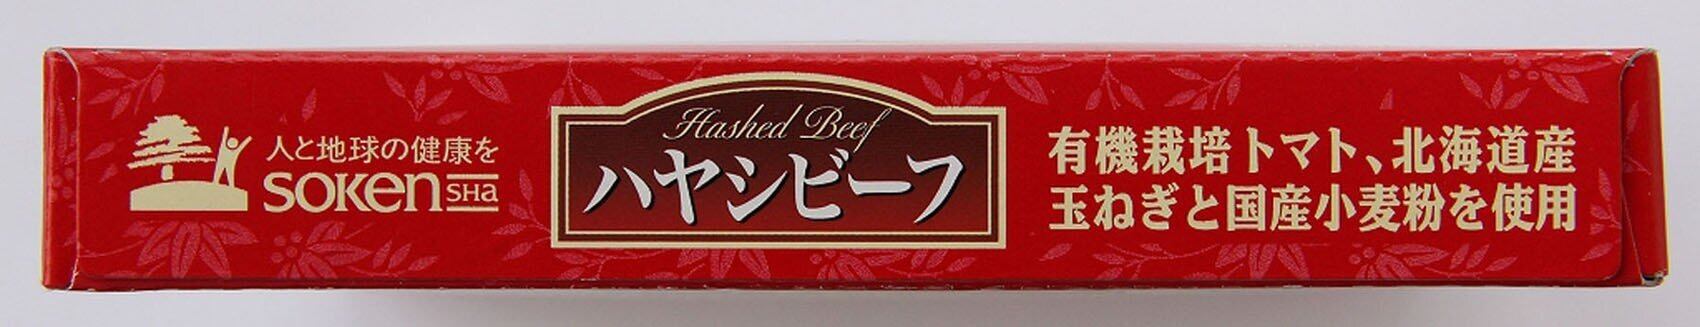 人と地球の健康を
SOKENSHa
Hashed Beef
ハヤシビーフ
有機栽培トマト、北海道産
玉ねぎと国産小麦粉を使用